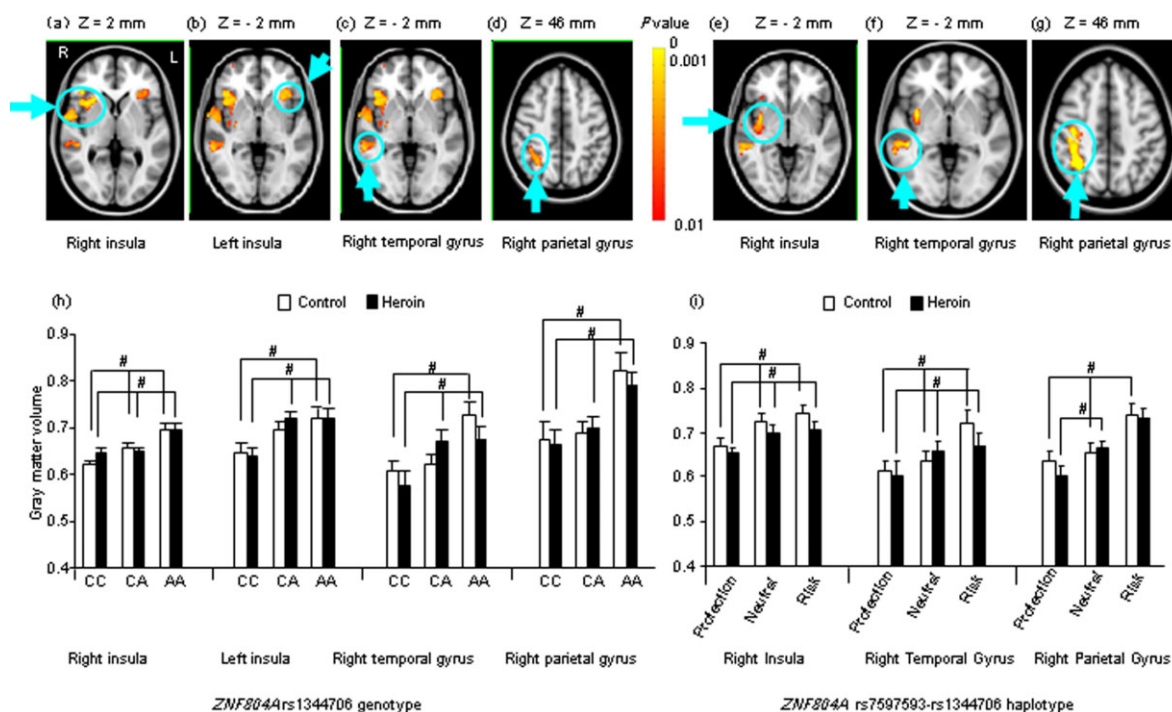 (a) Z = 2 mm
(b) Z = - 2 mm
(c) Z = - 2 mm
(d) Z = 46 mm
P value
(e) Z = - 2 mm
(f) Z = - 2 mm
(g) Z = 46 mm
R
L
0
0.001
0.01
Right insula
Left insula
Right temporal gyrus
Right parietal gyrus
Right insula
Right temporal gyrus
Right parietal gyrus
(h)
Control
Heroin
Gray matter volume
0.9
0.8
0.7
0.6
0.5
0.4
# # # # # # # #
CC CA AA CC CA AA CC CA AA CC CA AA
Right insula Left insula Right temporal gyrus Right parietal gyrus
ZNF804A rs1344706 genotype
(i)
Control
Heroin
0.9
0.8
0.7
0.6
0.5
0.4
# # # # # #
Protection Neutral Risk Protection Neutral Risk Protection Neutral Risk
Right Insula Right Temporal Gyrus Right Parietal Gyrus
ZNF804A rs7597593-rs1344706 haplotype